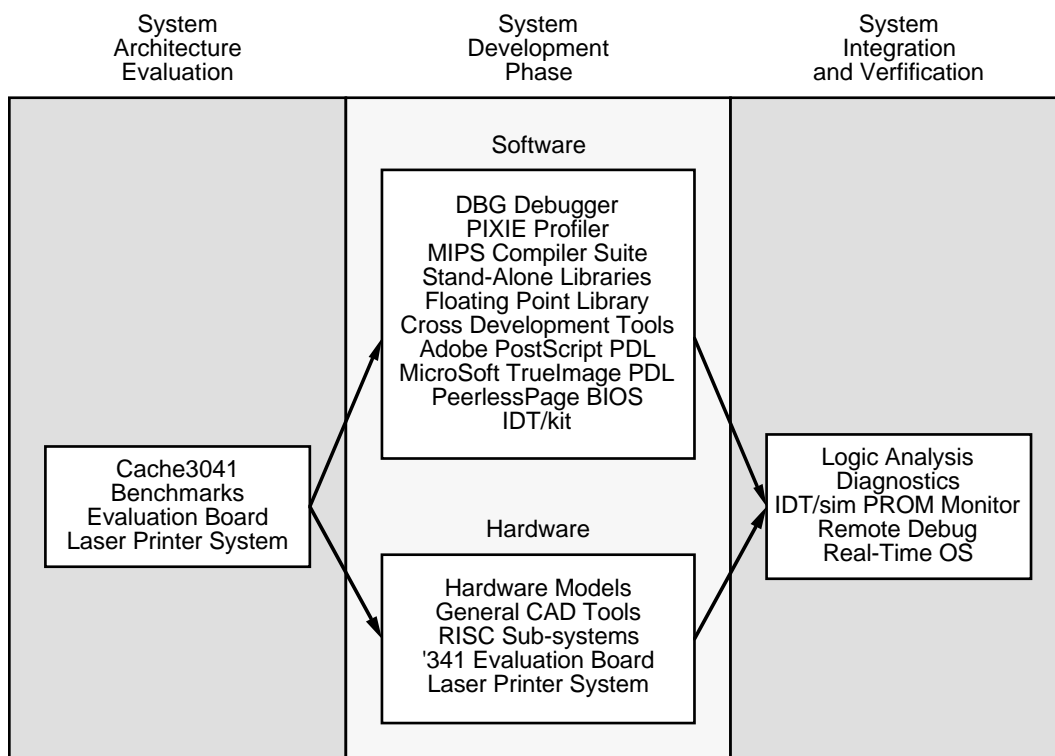 System
Architecture
Evaluation
System
Development
Phase
System
Integration
and Verfification
Software
DBG Debugger
PIXIE Profiler
MIPS Compiler Suite
Stand-Alone Libraries
Floating Point Library
Cross Development Tools
Adobe PostScript PDL
MicroSoft TrueImage PDL
PeerlessPage BIOS
IDT/kit
Cache3041
Benchmarks
Evaluation Board
Laser Printer System
Hardware
Hardware Models
General CAD Tools
RISC Sub-systems
'341 Evaluation Board
Laser Printer System
Logic Analysis
Diagnostics
IDT/sim PROM Monitor
Remote Debug
Real-Time OS